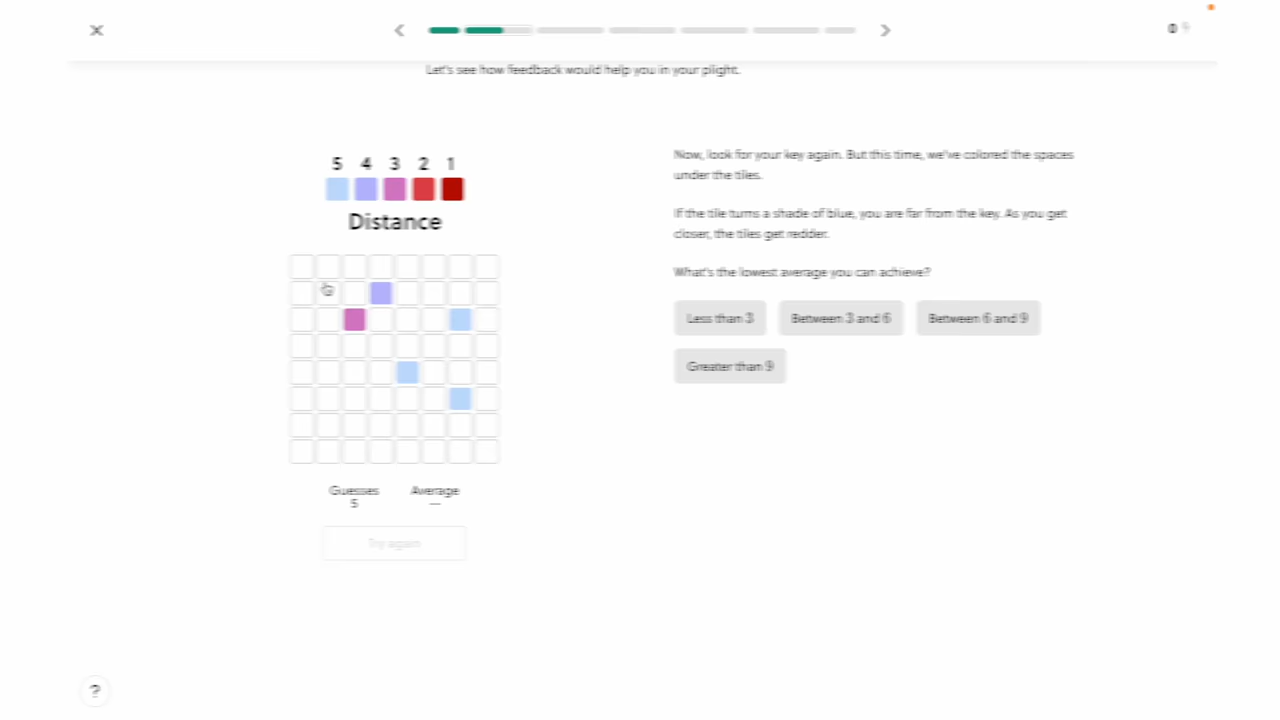 Let's see how feedback would help you in your plight.
5 4 3 2 1
Distance
Now, look for your key again. But this time, we've colored the spaces
under the tiles.
If the tile turns a shade of blue, you are far from the key. As you get
closer, the tiles get redder.
What's the lowest average you can achieve?
Less than 3 Between 3 and 6 Between 6 and 9
Greater than 9
Guesses Average
5 —
Try again
?